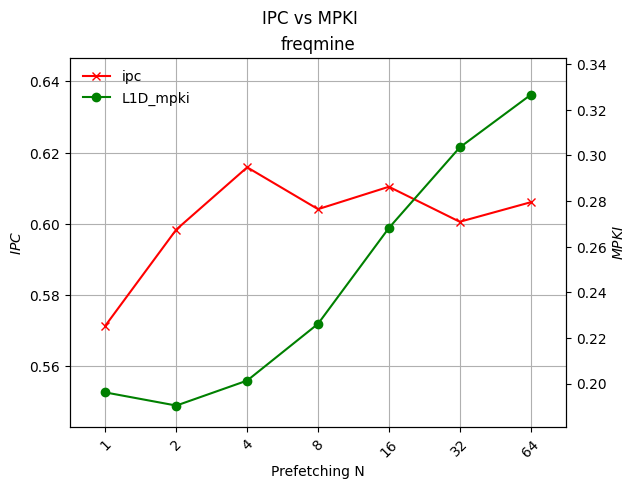 IPC vs MPKI
freqmine
ipc
L1D_mpki
0.64
0.62
0.60
0.58
0.56
IPC
0.34
0.32
0.30
0.28
0.26
0.24
0.22
0.20
MPKI
1
2
4
8
16
32
64
Prefetching N